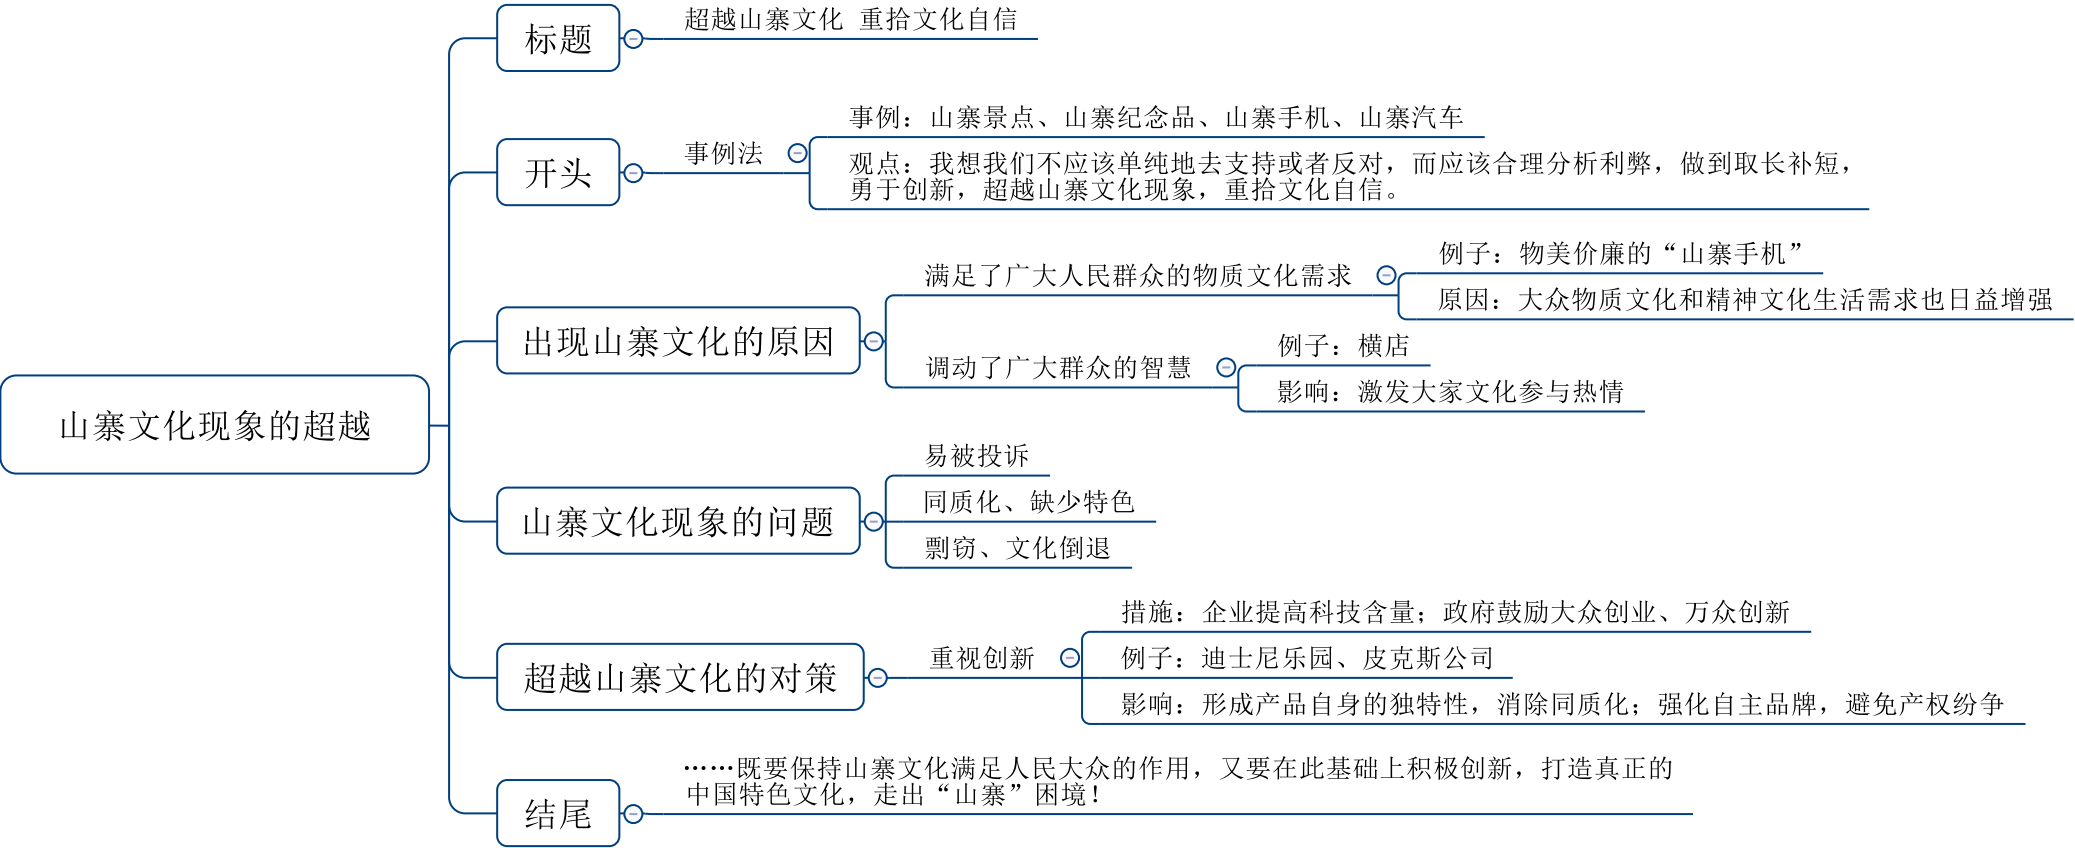 山寨文化现象的超越
标题
超越山寨文化 重拾文化自信
开头
事例法
事例：山寨景点、山寨纪念品、山寨手机、山寨汽车
观点：我想我们不应该单纯地去支持或者反对，而应该合理分析利弊，做到取长补短，
勇于创新，超越山寨文化现象，重拾文化自信。
出现山寨文化的原因
满足了广大人民群众的物质文化需求
例子：物美价廉的“山寨手机”
原因：大众物质文化和精神文化生活需求也日益增强
调动了广大群众的智慧
例子：横店
影响：激发大家文化参与热情
山寨文化现象的问题
易被投诉
同质化、缺少特色
剽窃、文化倒退
超越山寨文化的对策
重视创新
措施：企业提高科技含量；政府鼓励大众创业、万众创新
例子：迪士尼乐园、皮克斯公司
影响：形成产品自身的独特性，消除同质化；强化自主品牌，避免产权纷争
结尾
……既要保持山寨文化满足人民大众的作用，又要在此基础上积极创新，打造真正的
中国特色文化，走出“山寨”困境！